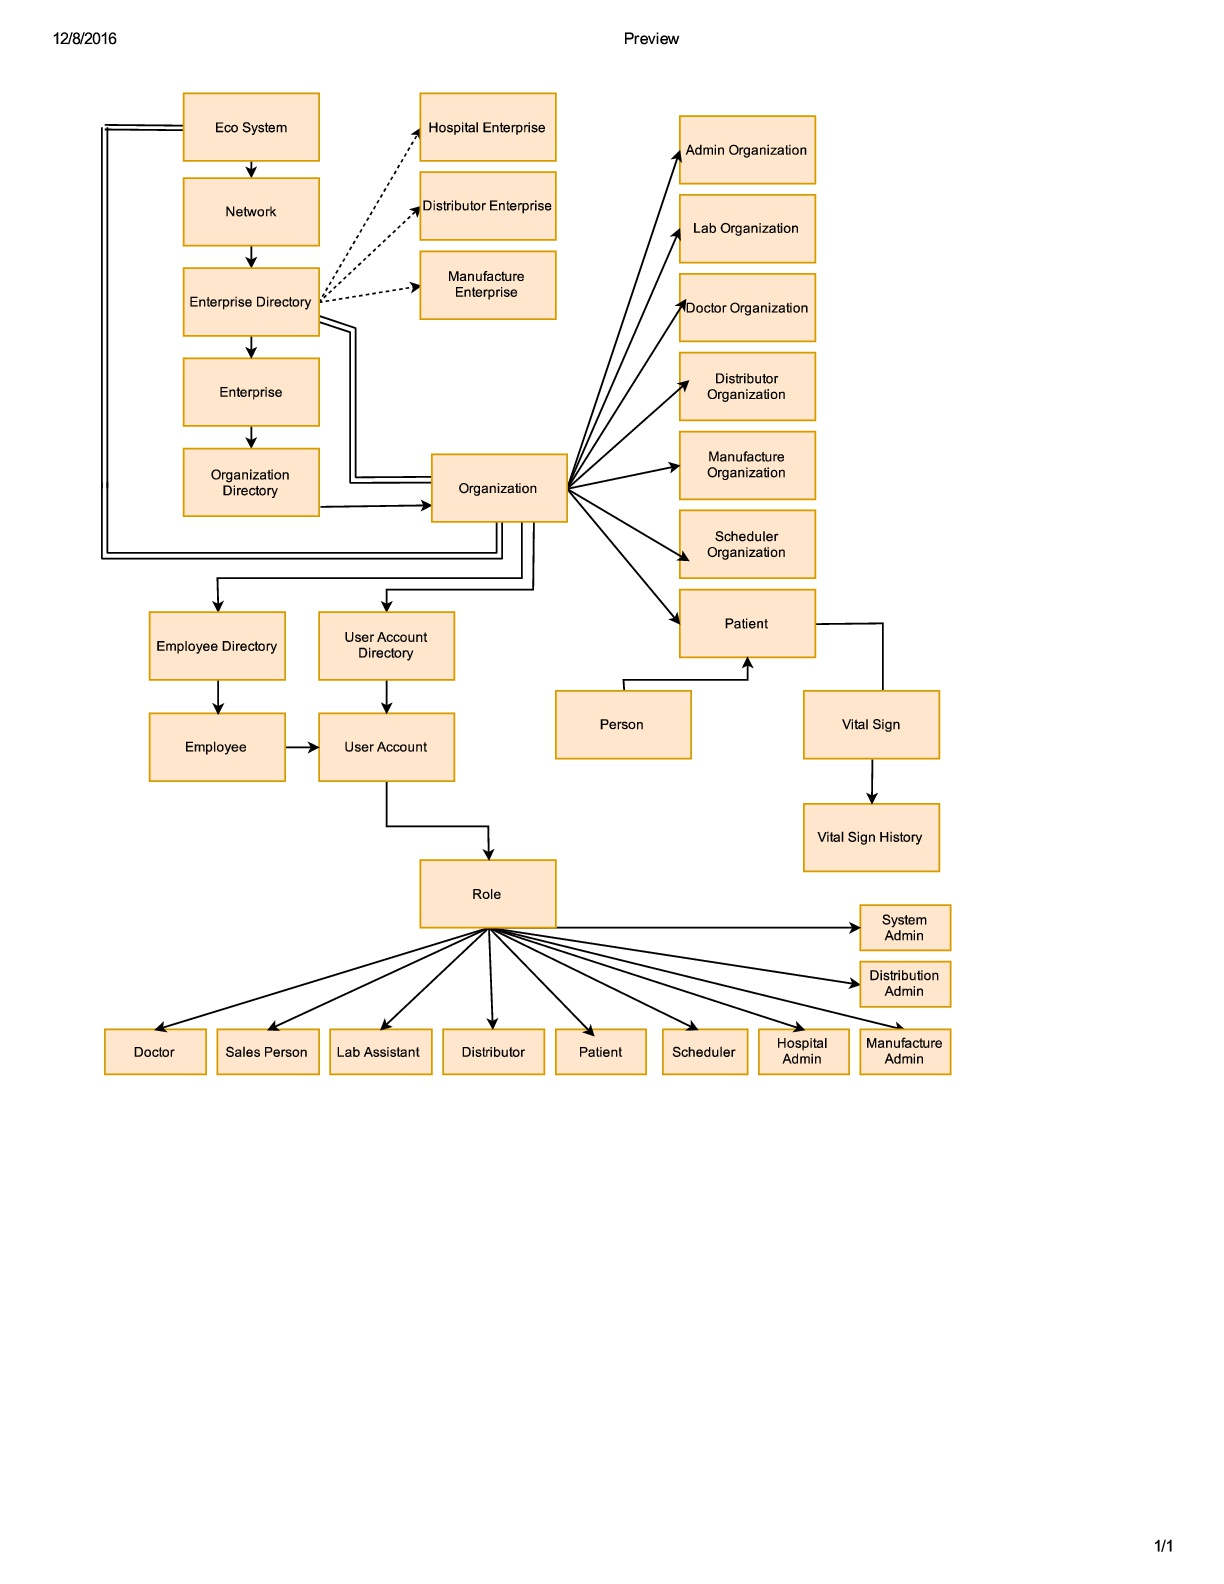 12/8/2016
Preview
Eco System
Hospital Enterprise
Admin Organization
Network
Distributor Enterprise
Lab Organization
Enterprise Directory
Manufacture
Enterprise
Doctor Organization
Enterprise
Distributor
Organization
Organization
Directory
Organization
Manufacture
Organization
Scheduler
Organization
Employee Directory
User Account
Directory
Patient
Employee
User Account
Person
Vital Sign
Vital Sign History
Role
System
Admin
Distribution
Admin
Doctor
Sales Person
Lab Assistant
Distributor
Patient
Scheduler
Hospital
Admin
Manufacture
Admin
1/1